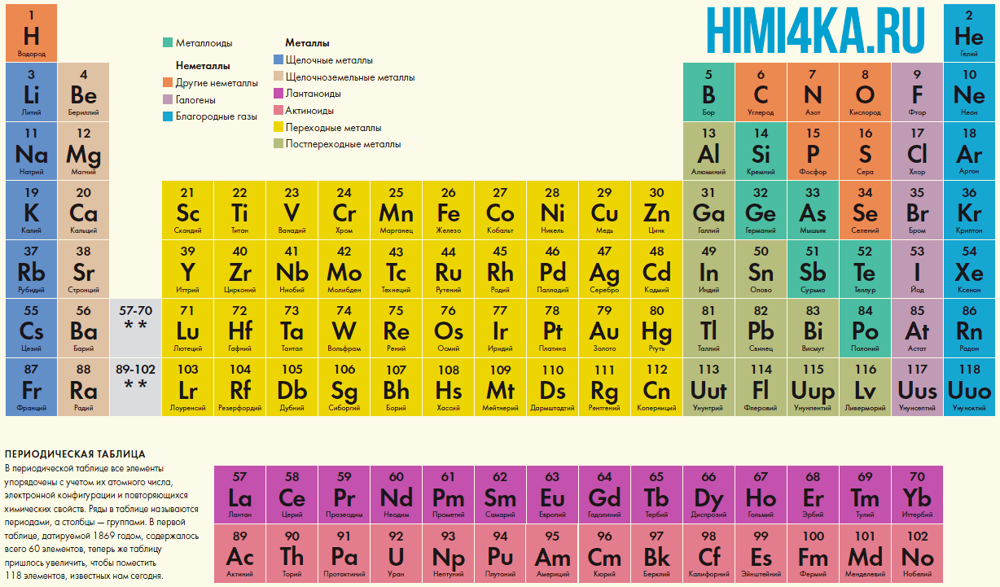 HIMI4KA.RU
1
H
Водород
2
He
Гелий
Металлоиды
Неметаллы
Другие неметаллы
Галогены
Благородные газы
Металлы
Щелочные металлы
Щелочноземельные металлы
Лантаноиды
Актиноиды
Переходные металлы
Постпереходные металлы
3 4 5 6 7 8 9 10
Li Be B C N O F Ne
Литий Бериллий Бор Углерод Азот Кислород Фтор Неон
11 12 13 14 15 16 17 18
Na Mg Al Si P S Cl Ar
Натрий Магний Алюминий Кремний Фосфор Сера Хлор Аргон
19 20 21 22 23 24 25 26 27 28 29 30 31 32 33 34 35 36
K Ca Sc Ti V Cr Mn Fe Co Ni Cu Zn Ga Ge As Se Br Kr
Калий Кальций Скандий Титан Ванадий Хром Марганец Железо Кобальт Никель Медь Цинк Галлий Германий Мышьяк Селений Бром Криптон
37 38 39 40 41 42 43 44 45 46 47 48 49 50 51 52 53 54
Rb Sr Y Zr Nb Mo Tc Ru Rh Pd Ag Cd In Sn Sb Te I Xe
Рубидий Стронций Иттрий Цирконий Ниобий Молибден Технеций Рутений Родий Палладий Серебро Кадмий Индий Олово Сурьма Теллур Йод Ксенон
55 56 57-70 71 72 73 74 75 76 77 78 79 80 81 82 83 84 85 86
Cs Ba ** Lu Hf Ta W Re Os Ir Pt Au Hg Tl Pb Bi Po At Rn
Цезий Барий Лютеций Гафний Тантал Вольфрам Рений Осмий Иридий Платина Золото Ртуть Таллий Свинец Висмут Полоний Астат Радон
87 88 89-102 103 104 105 106 107 108 109 110 111 112 113 114 115 116 117 118
Fr Ra ** Lr Rf Db Sg Bh Hs Mt Ds Rg Cn Uut Fl Uup Lv Uus Uuo
Франций Радий Лоуренсий Резерфордий Дубний Сиборгий Борий Хассий Мейтнерий Дармштадтий Рентгений Коперниций Унунтрий Флеровий Унунпентий Ливерморий Унунсептий Унуноктий
ПЕРИОДИЧЕСКАЯ ТАБЛИЦА
В периодической таблице все элементы
упорядочены с учетом их атомного числа,
электронной конфигурации и повторяющихся
химических свойств. Ряды в таблице называются
периодами, а столбцы — группами. В первой
таблице, датируемой 1869 годом, содержалось
всего 60 элементов, теперь же таблицу
пришлось увеличить, чтобы поместить
118 элементов, известных нам сегодня.
57 58 59 60 61 62 63 64 65 66 67 68 69 70
La Ce Pr Nd Pm Sm Eu Gd Tb Dy Ho Er Tm Yb
Лантан Церий Празеодим Неодим Прометий Самарий Европий Гадолиний Тербий Диспрозий Гольмий Эрбий Тулий Иттербий
89 90 91 92 93 94 95 96 97 98 99 100 101 102
Ac Th Pa U Np Pu Am Cm Bk Cf Es Fm Md No
Актиний Торий Протактиний Уран Нептуний Плутоний Америций Кюрий Берклий Калифорний Эйнштейний Фермий Менделевий Нобелий